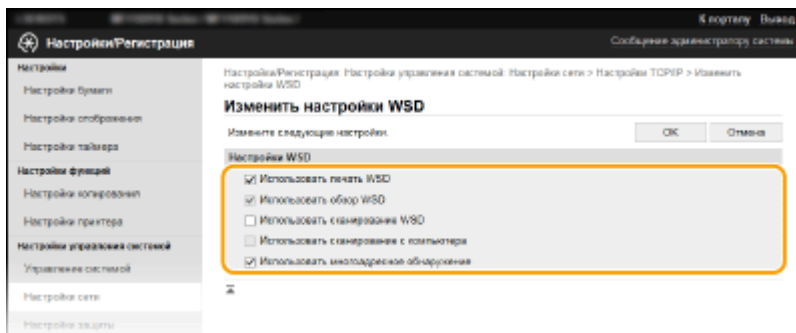 К порталу Выход
Настройки/Регистрация
Сообщение администратору системы
Настройки
Настройки бумаги
Настройки отображения
Настройки таймера
Настройки функций
Настройки копирования
Настройки принтера
Настройки управления системой
Управление системой
Настройки сети
Настройки защиты
Настройки/Регистрация: Настройка управления системой: Настройки сети > Настройки TCP/IP > Изменить
настройки WSD
Изменить настройки WSD
Измените следующие настройки.
OK
Отмена
Настройки WSD
Использовать печать WSD
Использовать обзор WSD
Использовать сканирование WSD
Использовать сканирование с компьютера
Использовать многоадресное обнаружение